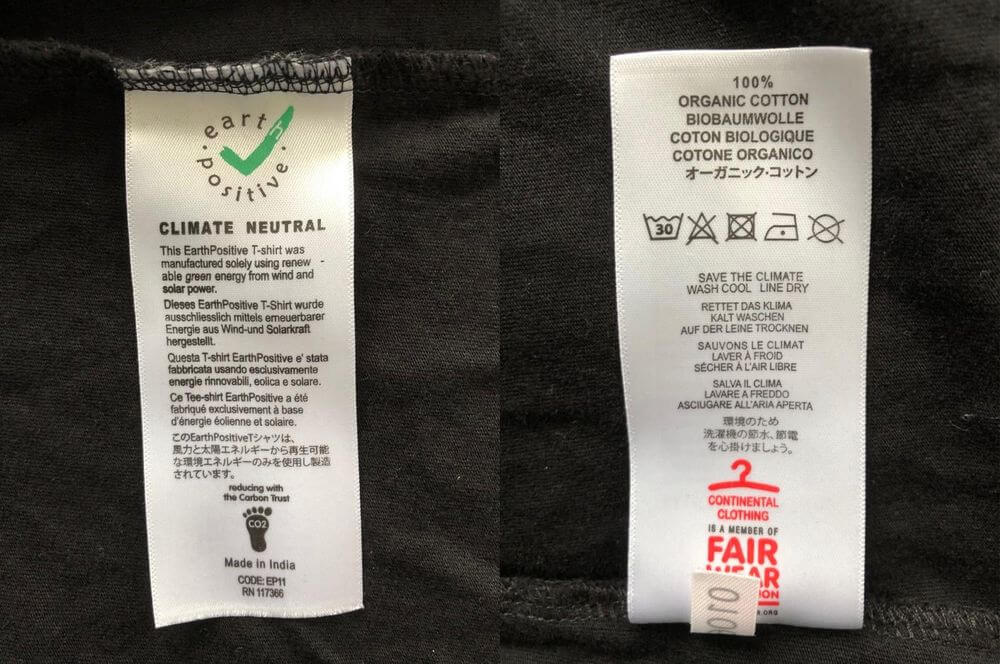 earth
positive
CLIMATE NEUTRAL
This EarthPositive T-shirt was
manufactured solely using renew -
able green energy from wind and
solar power.
Dieses EarthPositive T-Shirt wurde
ausschliesslich mittels erneuerbarer
Energie aus Wind-und Solarkraft
hergestellt.
Questa T-shirt EarthPositive e' stata
fabbricata usando esclusivamente
energie rinnovabili, eolica e solare.
Ce Tee-shirt EarthPositive a été
fabriqué exclusivement à base
d'énergie éolienne et solaire.
このEarthPositiveTシャツは、
風力と太陽エネルギーから再生可能
な環境エネルギーのみを使用し製造
されています。
reducing with
the Carbon Trust
CO2
Made in India
CODE: EP11
RN 117366
100%
ORGANIC COTTON
BIOBAUMWOLLE
COTON BIOLOGIQUE
COTONE ORGANICO
オーガニック・コットン
30
SAVE THE CLIMATE
WASH COOL LINE DRY
RETTET DAS KLIMA
KALT WASCHEN
AUF DER LEINE TROCKNEN
SAUVONS LE CLIMAT
LAVER À FROID
SÉCHER À L'AIR LIBRE
SALVA IL CLIMA
LAVARE A FREDDO
ASCIUGARE ALL'ARIA APERTA
環境のため
洗濯機の節水、節電
を心掛けましょう。
CONTINENTAL
CLOTHING
IS A MEMBER OF
FAIR
WEAR